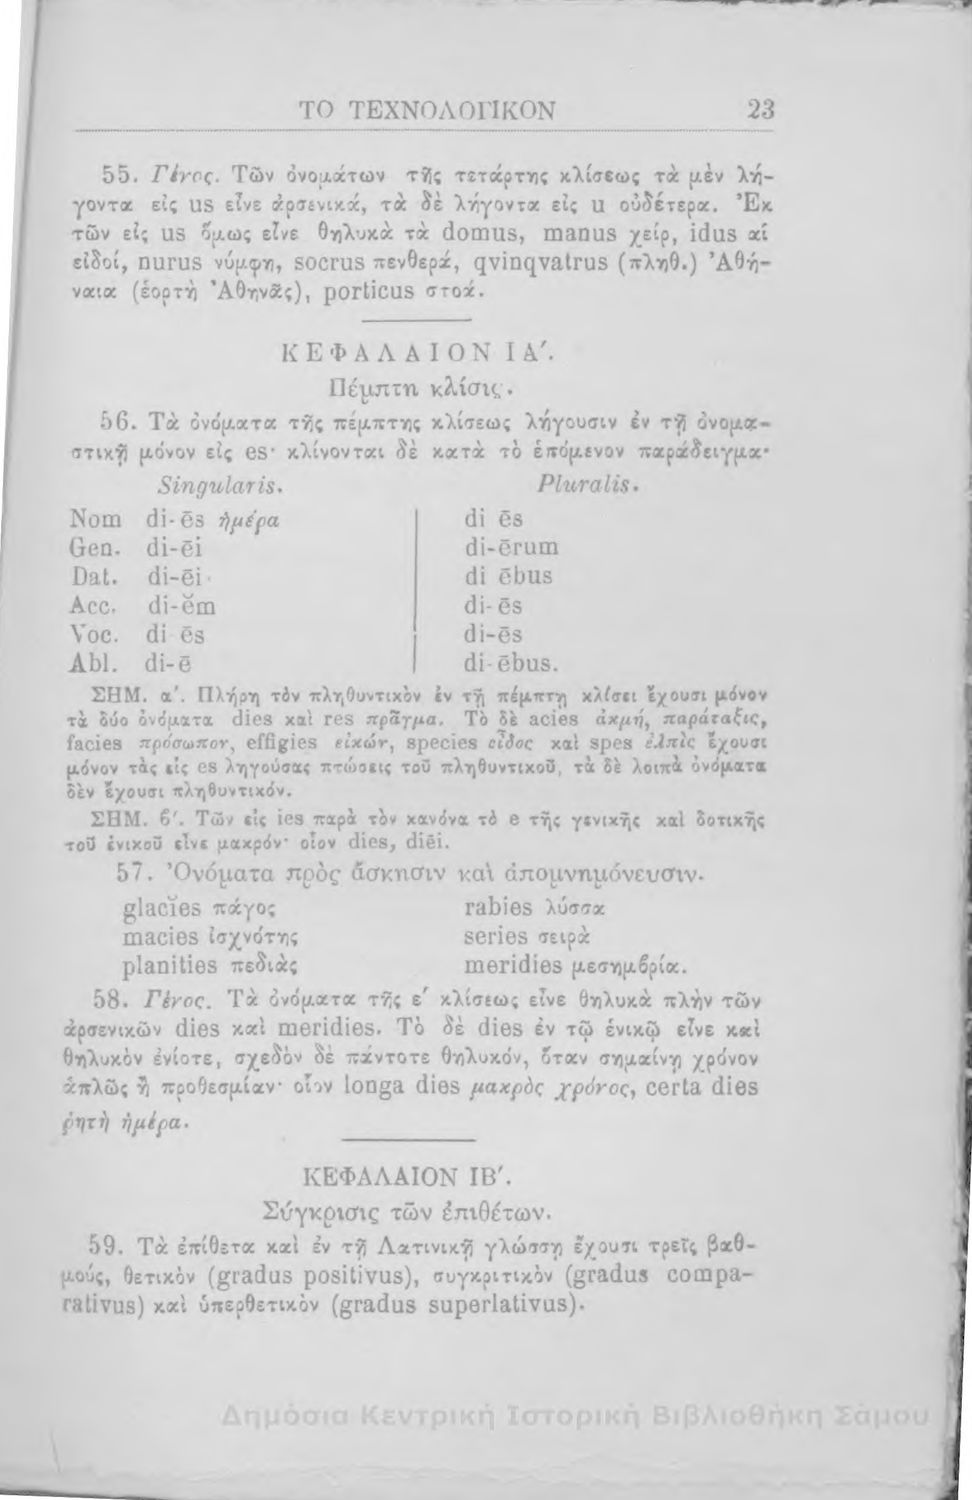 ΤΟ ΤΕΧΝΟΛΟΓΙΚΟΝ 23
55. Γένος. Τῶν ὀνομάτων τῆς τετάρτης κλίσεως τὰ μὲν λή-
γοντα εἰς us εἶνε ἀρσενικά, τὰ δὲ λήγοντα εἰς u οὐδέτερα. Ἐκ
τῶν εἰς us ὅμως εἶνε θηλυκὰ τὰ domus, manus χείρ, idus αἱ
εἰδοί, nurus νύμφη, socrus πενθερά, qvinqvatrus (πληθ.) Ἀθή-
ναια (ἑορτὴ Ἀθηνᾶς), porticus στοά.
ΚΕΦΑΛΑΙΟΝ ΙΑ′.
Πέμπτη κλίσις.
56. Τὰ ὀνόματα τῆς πέμπτης κλίσεως λήγουσιν ἐν τῇ ὀνομα-
στικῇ μόνον εἰς es· κλίνονται δὲ κατὰ τὸ ἑπόμενον παράδειγμα·
Singularis. Pluralis.
Nom di-ēs ἡμέρα di ēs
Gen. di-ēi di-ērum
Dat. di-ēi di ēbus
Acc. di-ĕm di-ēs
Voc. di ēs di-ēs
Abl. di-ē di-ēbus.
ΣΗΜ. α′. Πλήρη τὸν πληθυντικὸν ἐν τῇ πέμπτῃ κλίσει ἔχουσι μόνον
τὰ δύο ὀνόματα dies καὶ res πρᾶγμα. Τὸ δὲ acies ἀκμή, παράταξις,
facies πρόσωπον, effigies εἰκών, species εἶδος καὶ spes ἐλπὶς ἔχουσι
μόνον τὰς εἰς es ληγούσας πτώσεις τοῦ πληθυντικοῦ, τὰ δὲ λοιπὰ ὀνόματα
δὲν ἔχουσι πληθυντικόν.
ΣΗΜ. β′. Τῶν εἰς ies παρὰ τὸν κανόνα τὸ e τῆς γενικῆς καὶ δοτικῆς
τοῦ ἑνικοῦ εἶνε μακρόν· οἷον dies, diēi.
57. Ὀνόματα πρὸς ἄσκησιν καὶ ἀπομνημόνευσιν.
glacĭes πάγος rabies λύσσα
macies ἰσχνότης series σειρὰ
planities πεδιὰς meridies μεσημβρία.
58. Γένος. Τὰ ὀνόματα τῆς ε′ κλίσεως εἶνε θηλυκὰ πλὴν τῶν
ἀρσενικῶν dies καὶ meridies. Τὸ δὲ dies ἐν τῷ ἑνικῷ εἶνε καὶ
θηλυκὸν ἐνίοτε, σχεδὸν δὲ πάντοτε θηλυκόν, ὅταν σημαίνῃ χρόνον
ἁπλῶς ἢ προθεσμίαν· οἷον longa dies μακρὸς χρόνος, certa dies
ῥητὴ ἡμέρα.
ΚΕΦΑΛΑΙΟΝ ΙΒ′.
Σύγκρισις τῶν ἐπιθέτων.
59. Τὰ ἐπίθετα καὶ ἐν τῇ Λατινικῇ γλώσσῃ ἔχουσι τρεῖς βαθ-
μούς, θετικὸν (gradus positivus), συγκριτικὸν (gradus compa-
rativus) καὶ ὑπερθετικὸν (gradus superlativus).
Δημόσια Κεντρική Ιστορική Βιβλιοθήκη Σάμου